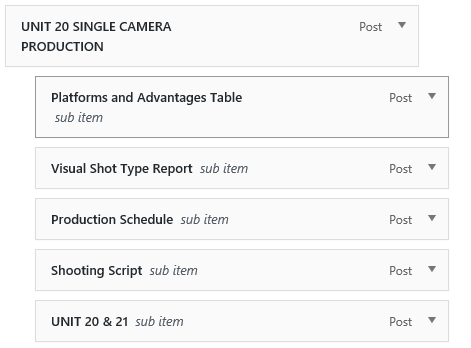 UNIT 20 SINGLE CAMERA Post
PRODUCTION
Platforms and Advantages Table Post
sub item
Visual Shot Type Report sub item Post
Production Schedule sub item Post
Shooting Script sub item Post
UNIT 20 & 21 sub item Post